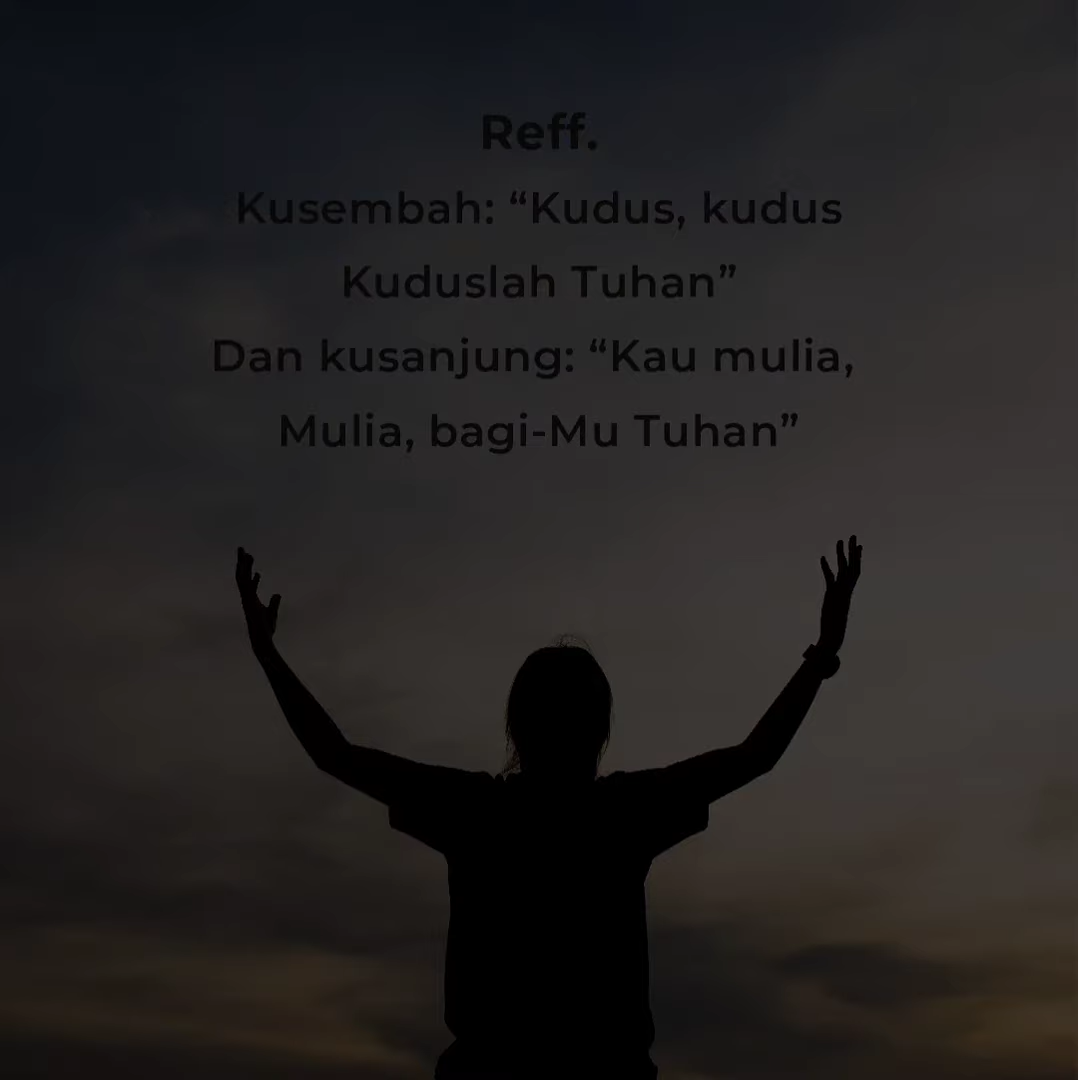 Reff.
Kusembah: “Kudus, kudus
Kuduslah Tuhan”
Dan kusanjung: “Kau mulia,
Mulia, bagi-Mu Tuhan”